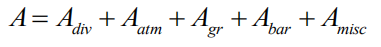 A = A_div + A_atm + A_gr + A_bar + A_misc